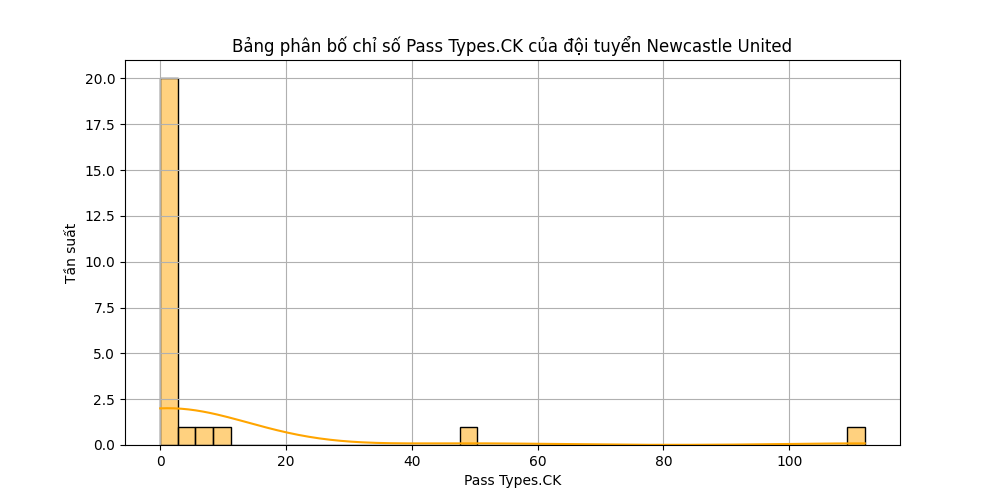 Bảng phân bố chỉ số Pass Types.CK của đội tuyển Newcastle United
20.0
17.5
15.0
12.5
10.0
7.5
5.0
2.5
0.0
Tần suất
0 20 40 60 80 100
Pass Types.CK